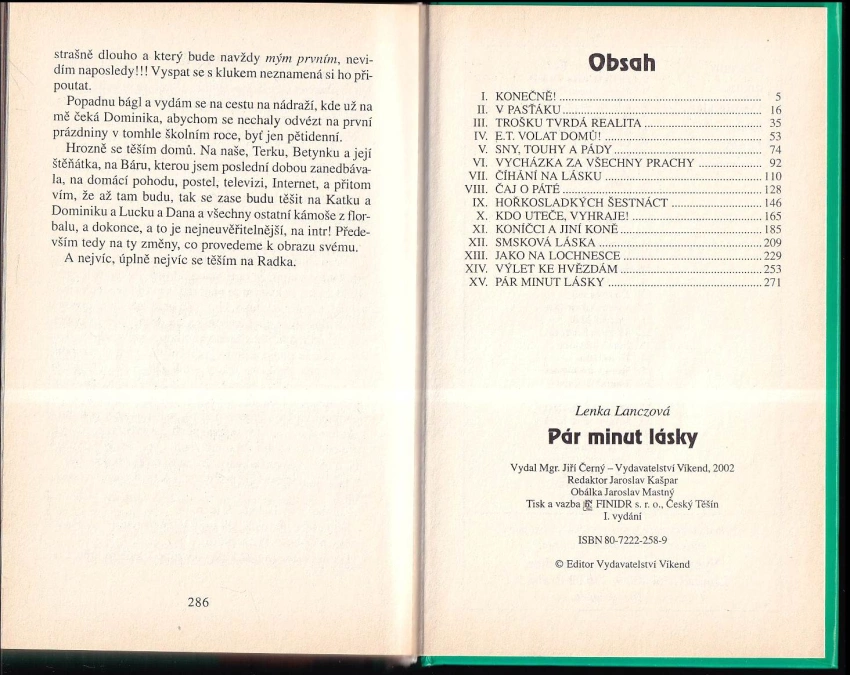 strašně dlouho a který bude navždy mým prvním, nevi-
dím naposledy!!! Vyspat se s klukem neznamená si ho při-
poutat.
Popadnu bágl a vydám se na cestu na nádraží, kde už na
mě čeká Dominika, abychom se nechaly odvézt na první
prázdniny v tomhle školním roce, byť jen pětidenní.
Hrozně se těším domů. Na naše, Terku, Betynku a její
štěňátka, na Báru, kterou jsem poslední dobou zanedbáva-
la, na domácí pohodu, postel, televizi, Internet, a přitom
vím, že až tam budu, tak se zase budu těšit na Katku a
Dominiku a Lucku a Dana a všechny ostatní kámoše z flor-
balu, a dokonce, a to je nejneuvěřitelnější, na intr! Přede-
vším tedy na ty změny, co provedeme k obrazu svému.
A nejvíc, úplně nejvíc se těším na Radka.
286
Obsah
I. KONEČNĚ! 5
II. V PASŤÁKU 16
III. TROŠKU TVRDÁ REALITA 35
IV. E.T. VOLAT DOMŮ! 53
V. SNY, TOUHY A PÁDY 74
VI. VYCHÁZKA ZA VŠECHNY PRACHY 92
VII. ČÍHÁNÍ NA LÁSKU 110
VIII. ČAJ O PÁTÉ 128
IX. HOŘKOSLADKÝCH ŠESTNÁCT 146
X. KDO UTEČE, VYHRAJE! 165
XI. KONÍČCI A JINÍ KONĚ 185
XII. SMSKOVÁ LÁSKA 209
XIII. JAKO NA LOCHNESCE 229
XIV. VÝLET KE HVĚZDÁM 253
XV. PÁR MINUT LÁSKY 271
Lenka Lanczová
Pár minut lásky
Vydal Mgr. Jiří Černý – Vydavatelství Víkend, 2002
Redaktor Jaroslav Kašpar
Obálka Jaroslav Mastný
Tisk a vazba FINIDR s. r. o., Český Těšín
I. vydání
ISBN 80-7222-258-9
© Editor Vydavatelství Víkend